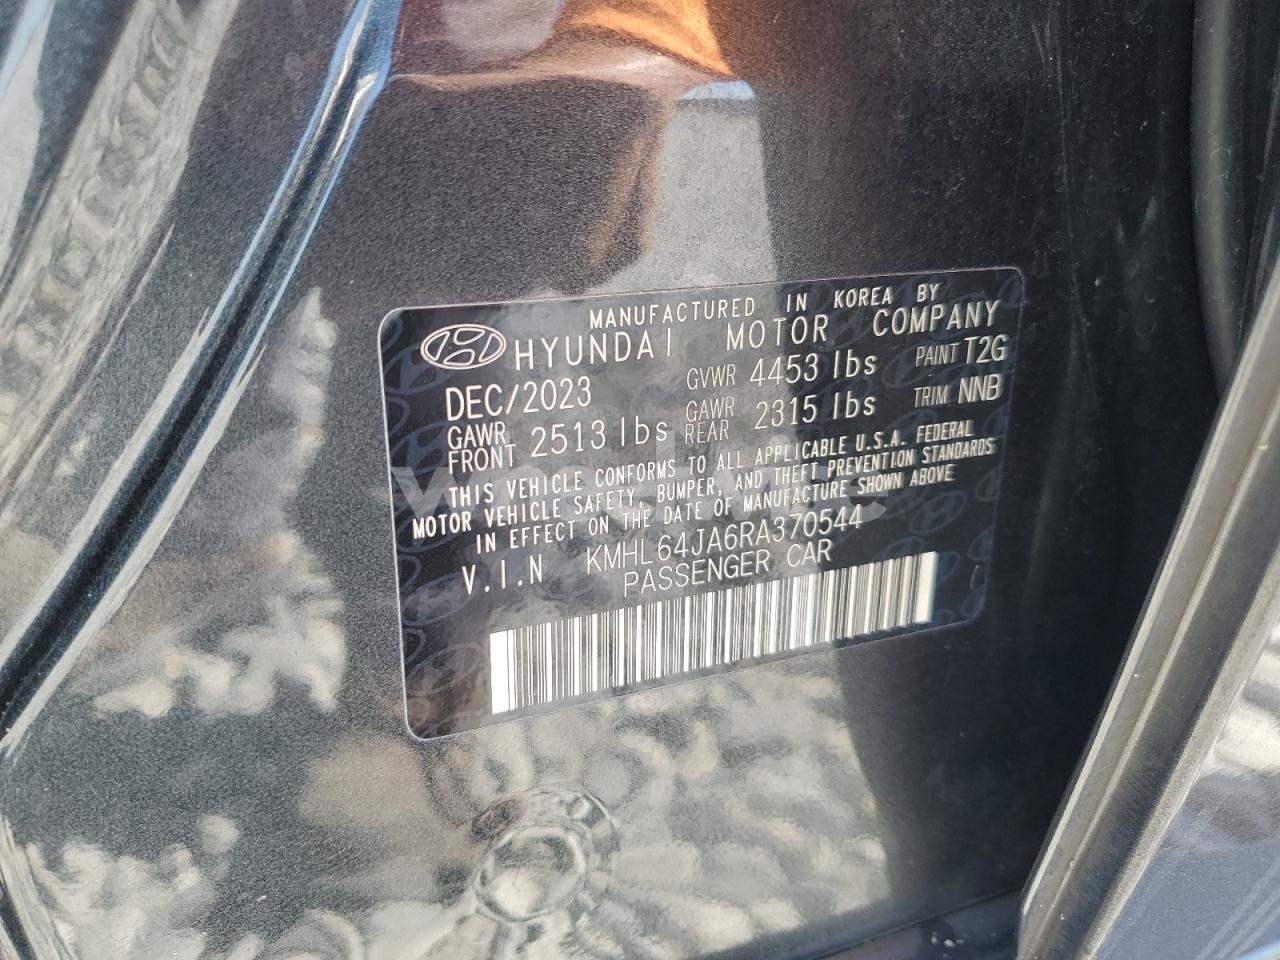 MANUFACTURED IN KOREA BY
HYUNDAI MOTOR COMPANY
DEC/2023 GVWR 4453 lbs PAINT T2G
GAWR FRONT 2513 lbs GAWR REAR 2315 lbs TRIM NNB
THIS VEHICLE CONFORMS TO ALL APPLICABLE U.S.A. FEDERAL
MOTOR VEHICLE SAFETY, BUMPER, AND THEFT PREVENTION STANDARDS
IN EFFECT ON THE DATE OF MANUFACTURE SHOWN ABOVE
V.I.N KMHL64JA6RA370544
PASSENGER CAR